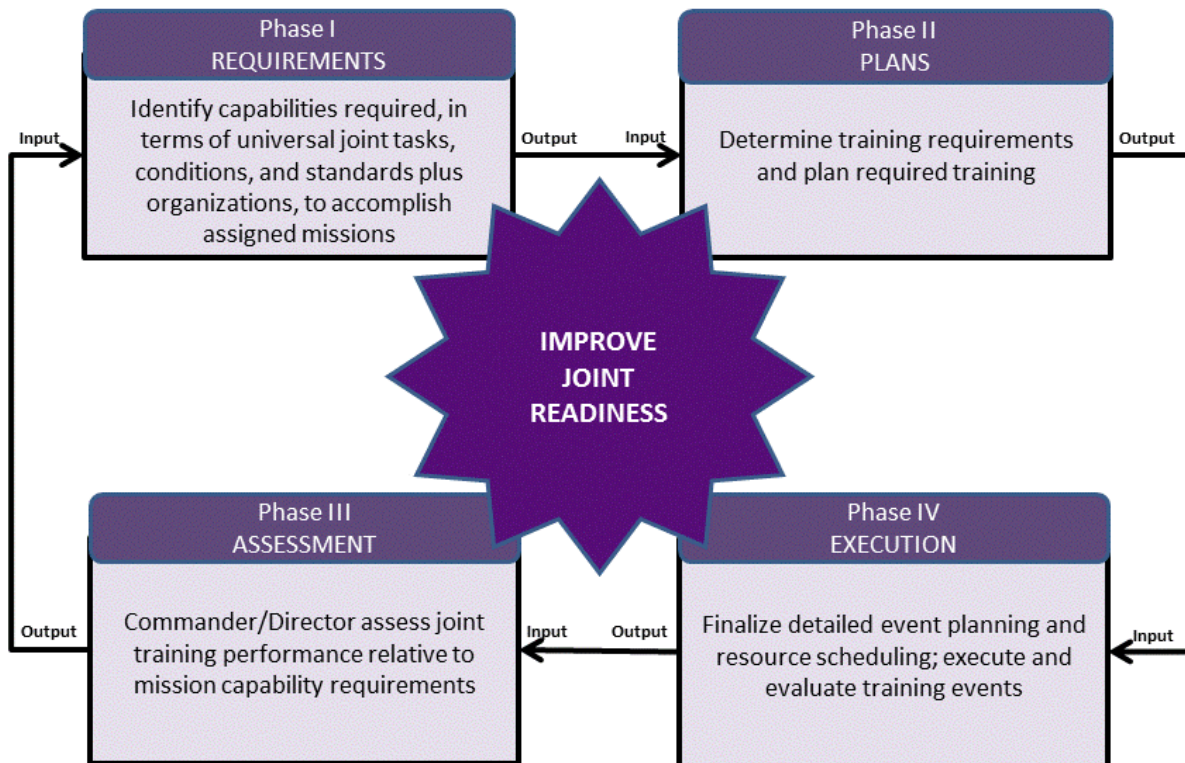 Phase I
REQUIREMENTS
Identify capabilities required, in
terms of universal joint tasks,
conditions, and standards plus
organizations, to accomplish
assigned missions
Input
Output
Input
Phase II
PLANS
Determine training requirements
and plan required training
Output
IMPROVE
JOINT
READINESS
Phase III
ASSESSMENT
Commander/Director assess joint
training performance relative to
mission capability requirements
Output
Input
Output
Phase IV
EXECUTION
Finalize detailed event planning and
resource scheduling; execute and
evaluate training events
Input